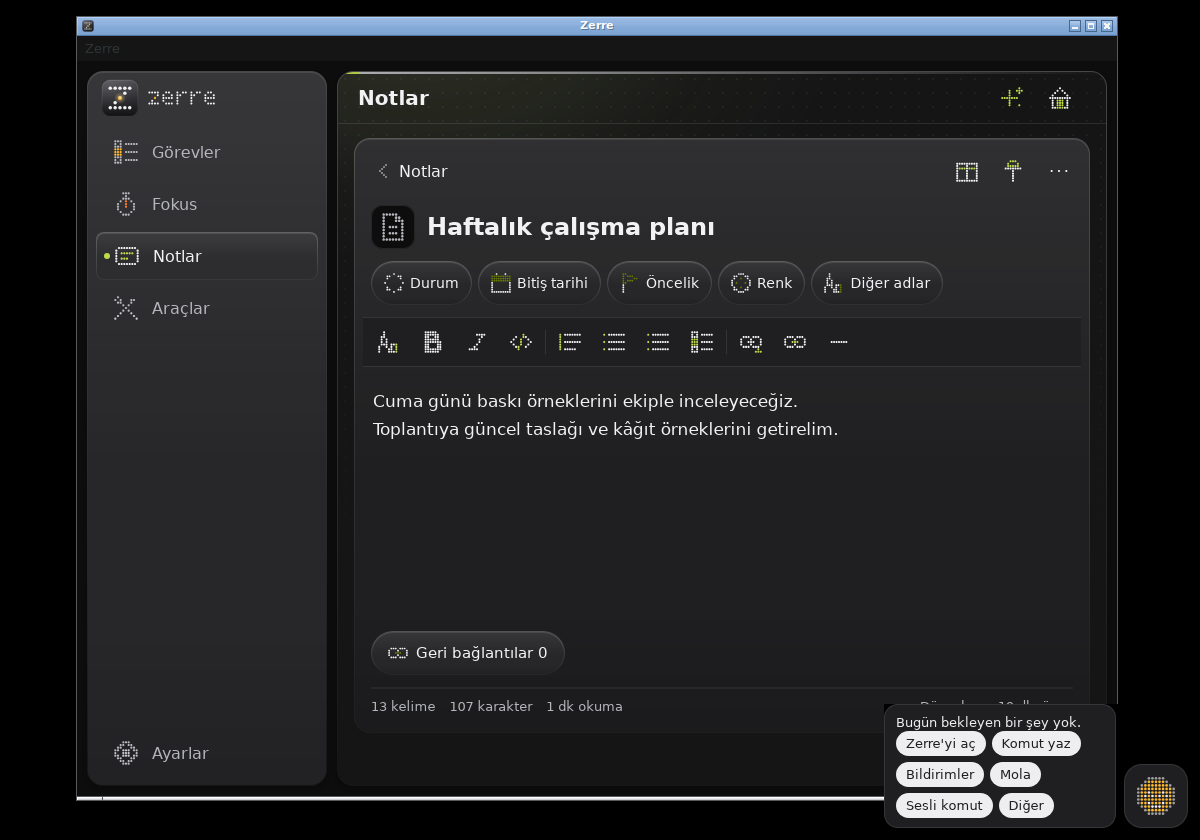 Zerre
Zerre
zerre
Görevler
Fokus
Notlar
Araçlar
Ayarlar
Notlar
Notlar
Haftalık çalışma planı
Durum
Bitiş tarihi
Öncelik
Renk
Diğer adlar
Cuma günü baskı örneklerini ekiple inceleyeceğiz.
Toplantıya güncel taslağı ve kâğıt örneklerini getirelim.
Geri bağlantılar 0
13 kelime 107 karakter 1 dk okuma
Bugün bekleyen bir şey yok.
Zerre'yi aç Komut yaz
Bildirimler Mola
Sesli komut Diğer